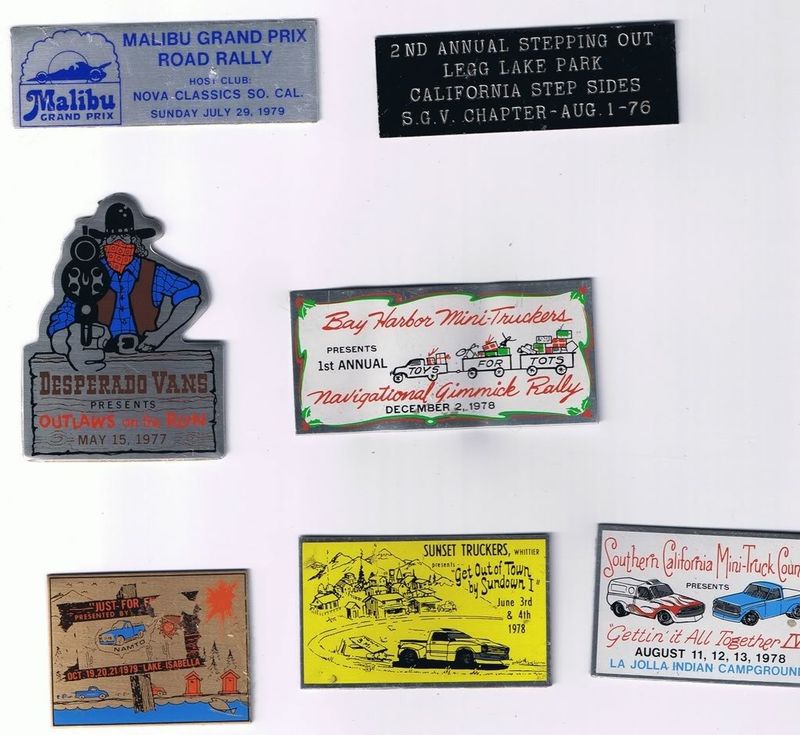 MALIBU GRAND PRIX
ROAD RALLY
HOST CLUB:
NOVA CLASSICS SO. CAL.
SUNDAY JULY 29, 1979
Malibu
GRAND PRIX
2ND ANNUAL STEPPING OUT
LEGG LAKE PARK
CALIFORNIA STEP SIDES
S.G.V. CHAPTER-AUG. 1-76
DESPERADO VANS
PRESENTS
OUTLAWS on the RUN
MAY 15, 1977
Bay Harbor Mini-Truckers
PRESENTS
1st ANNUAL
TOYS FOR TOTS
Navigational Gimmick Rally
DECEMBER 2, 1978
"JUST FOR
PRESENTED BY
NAMTO
OCT. 19,20,21 1979 LAKE ISABELLA
SUNSET TRUCKERS, WHITTIER
presents "Get Out of Town
by Sundown I"
June 3rd
& 4th
1978
Southern California Mini-Truck Coun
PRESENTS
"Gettin' it All Together IV
AUGUST 11, 12, 13, 1978
LA JOLLA INDIAN CAMPGROUND